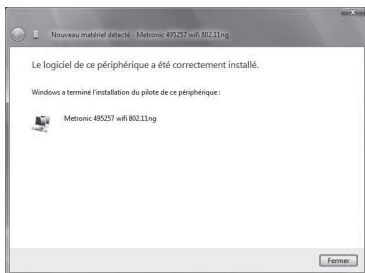 Nouveau matériel détecté - Metronic 495257 wifi 802.11ng
Le logiciel de ce périphérique a été correctement installé.
Windows a terminé l'installation du pilote de ce périphérique :
Metronic 495257 wifi 802.11ng
Fermer